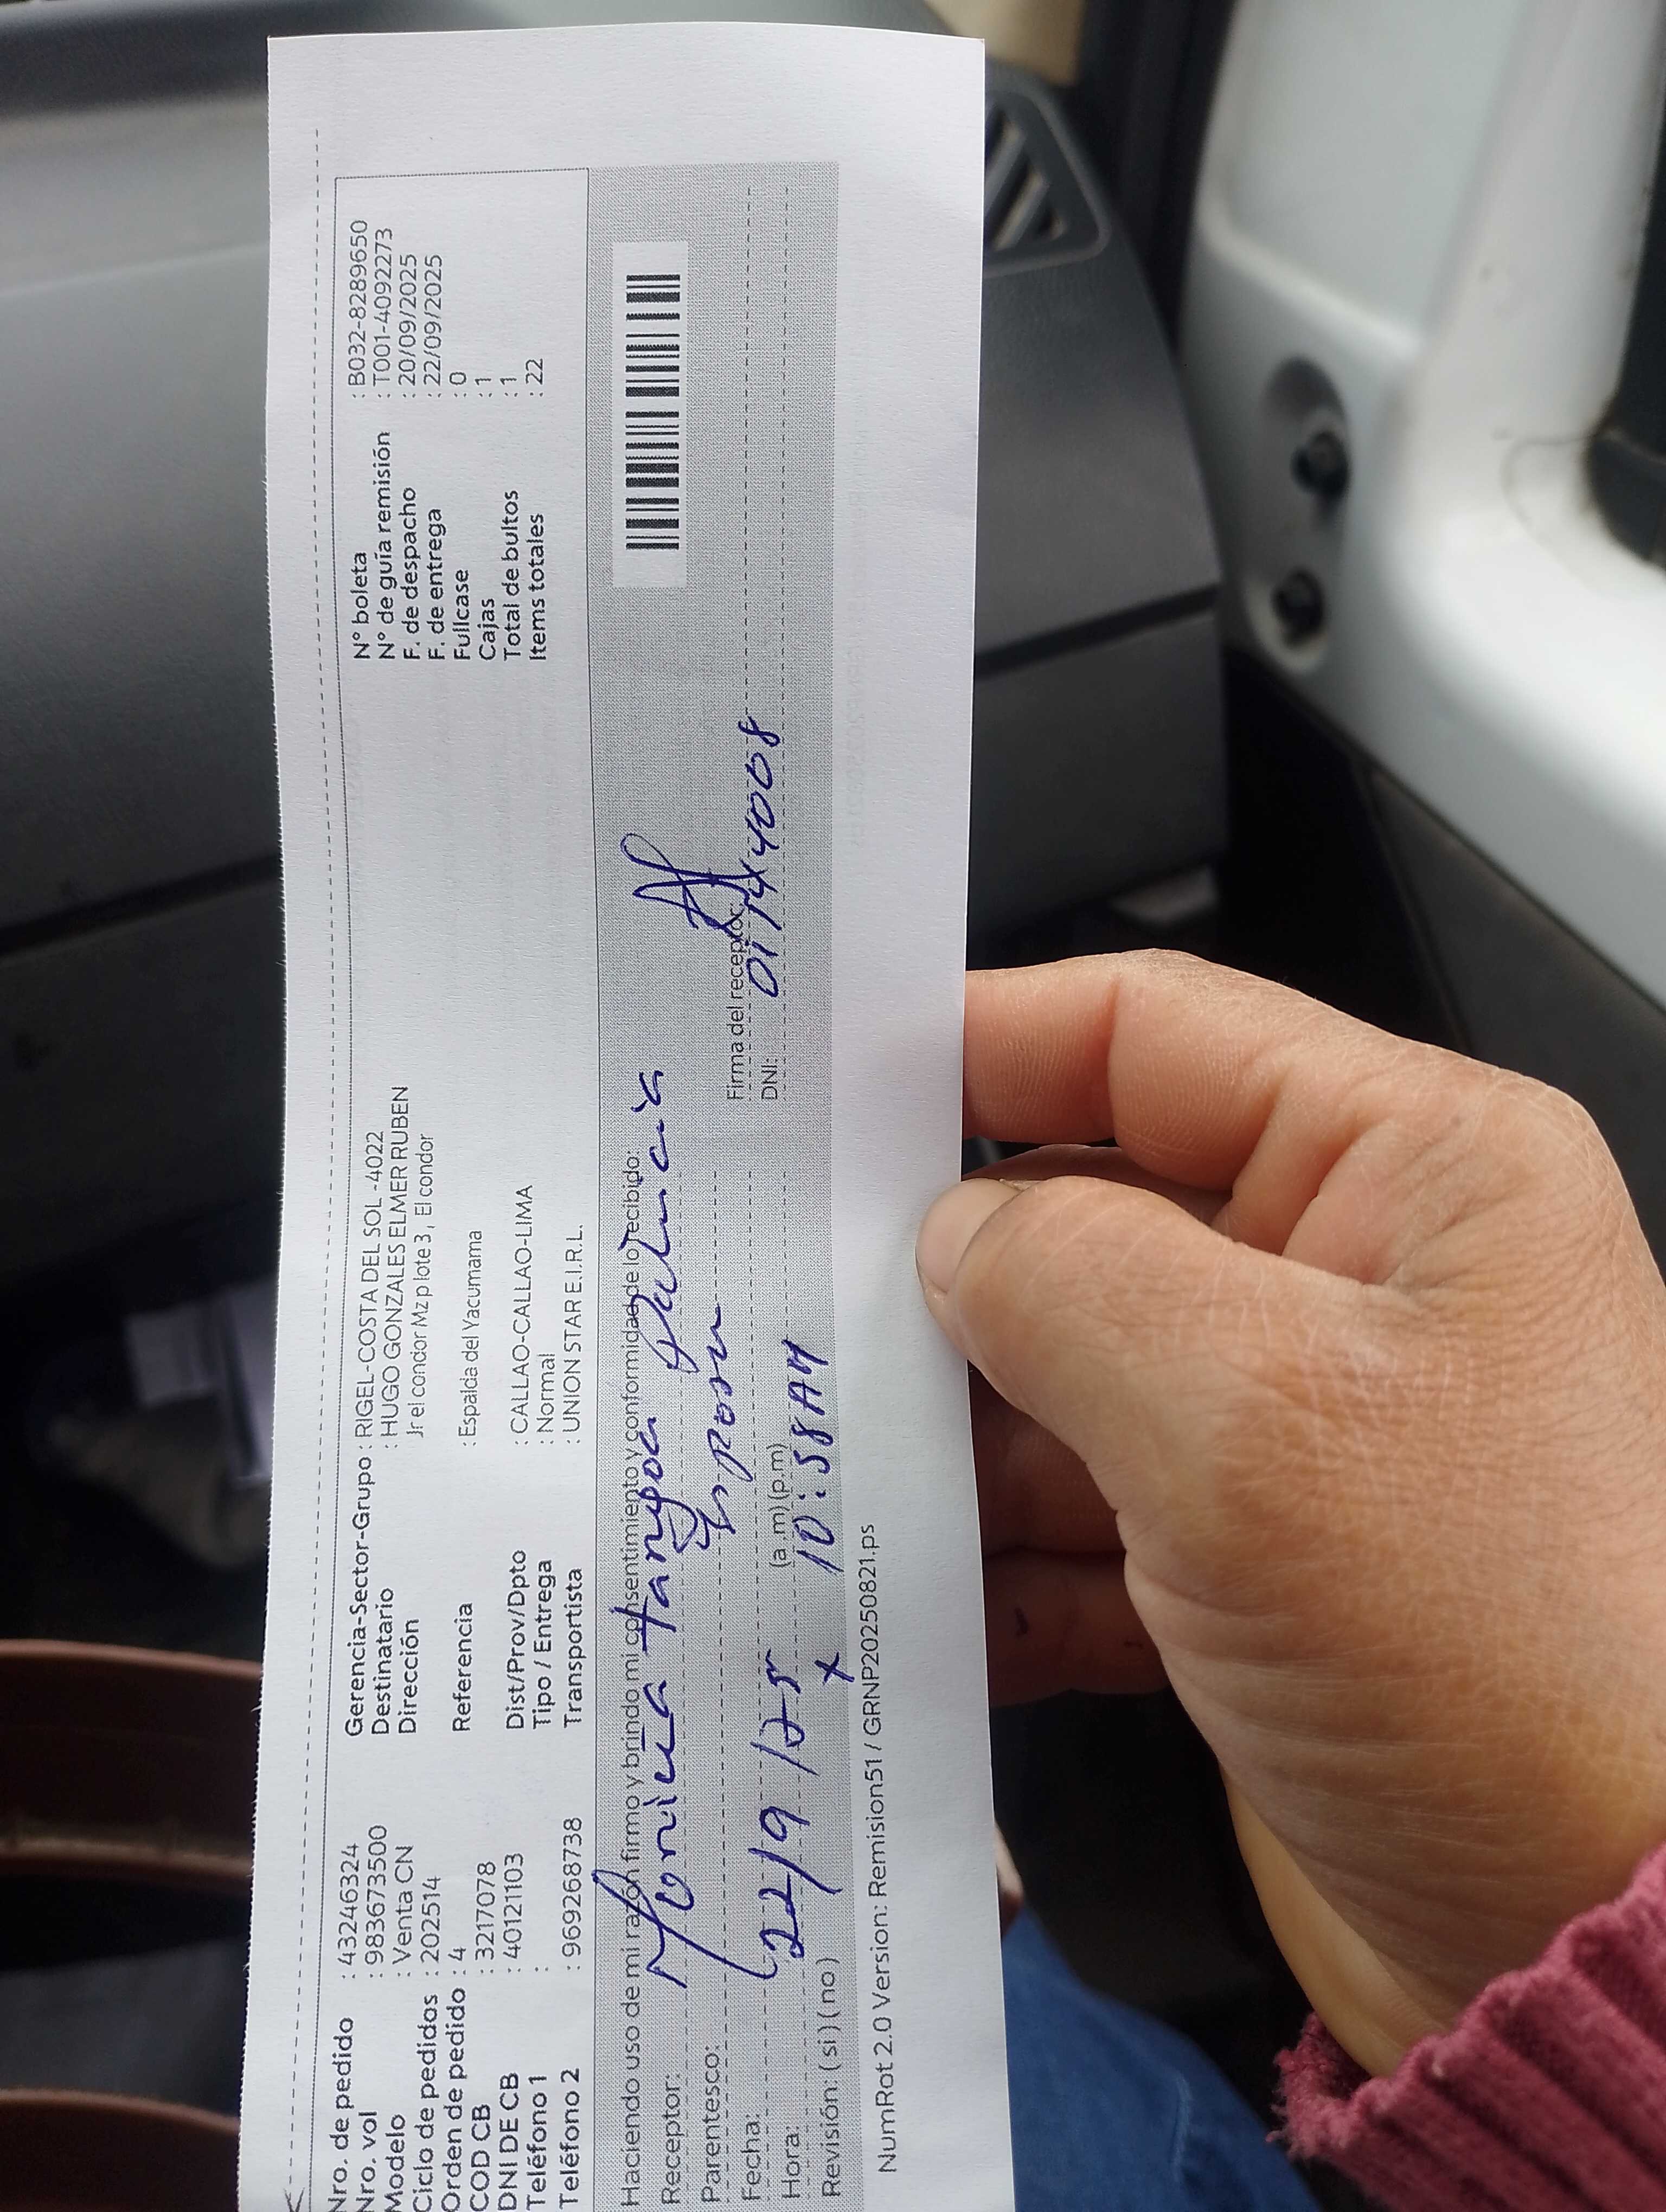 Nro. de pedido : 43246324
Nro. vol : 983673500
Modelo : Venta CN
Ciclo de pedidos : 202514
Orden de pedido : 4
COD CB : 3217078
DNI DE CB : 40121103
Teléfono 1 :
Teléfono 2 : 969268738
Gerencia-Sector-Grupo : RIGEL-COSTA DEL SOL -4022
Destinatario : HUGO GONZALES ELMER RUBEN
Dirección Jr el condor Mz p lote 3 , El condor
Referencia : Espalda del Yacumama
Dist/Prov/Dpto : CALLAO-CALLAO-LIMA
Tipo / Entrega : Normal
Transportista : UNION STAR E.I.R.L.
N° boleta : B032-8289650
N° de guía remisión : T001-4092273
F. de despacho : 20/09/2025
F. de entrega : 22/09/2025
Fullcase : 0
Cajas : 1
Total de bultos : 1
Items totales : 22
Haciendo uso de mi razón firmo y brindo mi consentimiento y conformidad de lo recibido:
Receptor: Monica Tangoa
Parentesco: Esposa
Fecha: 22/9/25
Hora: (a m) (p.m) 10:58 AM
Revisión: ( si ) ( no ) x
Firma del receptor:
DNI:
NumRot 2.0 Version: Remision51 / GRNP20250821.ps